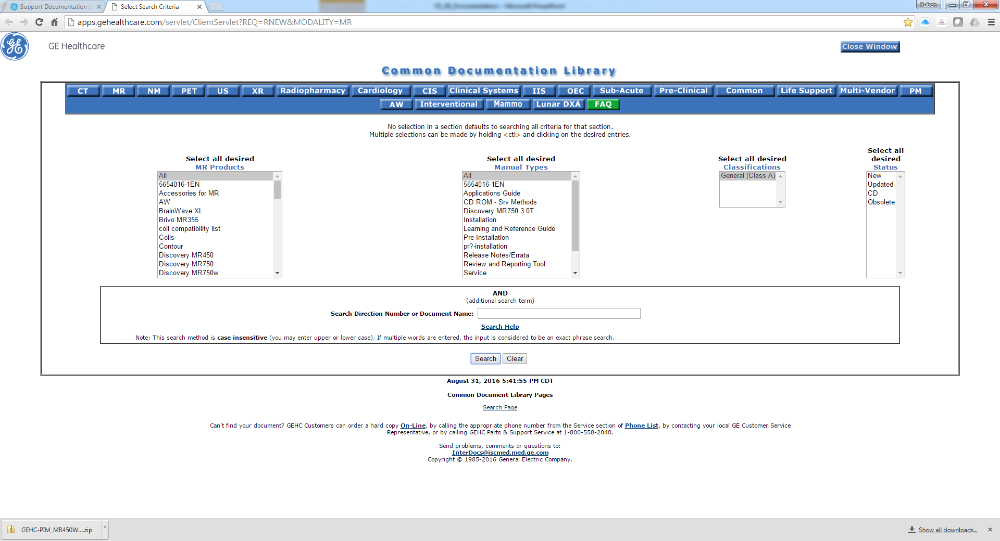 Support Documentation L
Select Search Criteria
Ruben
apps.gehealthcare.com/servlet/ClientServlet?REQ=RNEW&MODALITY=MR
GE Healthcare
Close Window
Common Documentation Library
CT MR NM PET US XR Radiopharmacy Cardiology CIS Clinical Systems IIS OEC Sub-Acute Pre-Clinical Common Life Support Multi-Vendor PM
AW Interventional Mammo Lunar DXA FAQ
No selection in a section defaults to searching all criteria for that section.
Multiple selections can be made by holding <ctl> and clicking on the desired entries.
Select all desired
MR Products
All
5654016-1EN
Accessories for MR
AW
BrainWave XL
Brivo MR355
coil compatibility list
Coils
Contour
Discovery MR450
Discovery MR750
Discovery MR750w
Select all desired
Manual Types
All
5654016-1EN
Applications Guide
CD ROM - Srv Methods
Discovery MR750 3.0T
Installation
Learning and Reference Guide
Pre-Installation
pr?-installation
Release Notes/Errata
Review and Reporting Tool
Service
Select all desired
Classifications
General (Class A)
Select all
desired
Status
New
Updated
CD
Obsolete
AND
(additional search term)
Search Direction Number or Document Name:
Search Help
Note: This search method is case insensitive (you may enter upper or lower case). If multiple words are entered, the input is considered to be an exact phrase search.
Search Clear
August 31, 2016 5:41:55 PM CDT
Common Document Library Pages
Search Page
Can't find your document? GEHC Customers can order a hard copy On-Line, by calling the appropriate phone number from the Service section of Phone List, by contacting your local GE Customer Service
Representative, or by calling GEHC Parts & Support Service at 1-800-558-2040.
Send problems, comments or questions to:
InterDocs@iscmed.med.ge.com
Copyright © 1985-2016 General Electric Company.
GEHC-PIM_MR450W....zip
Show all downloads...